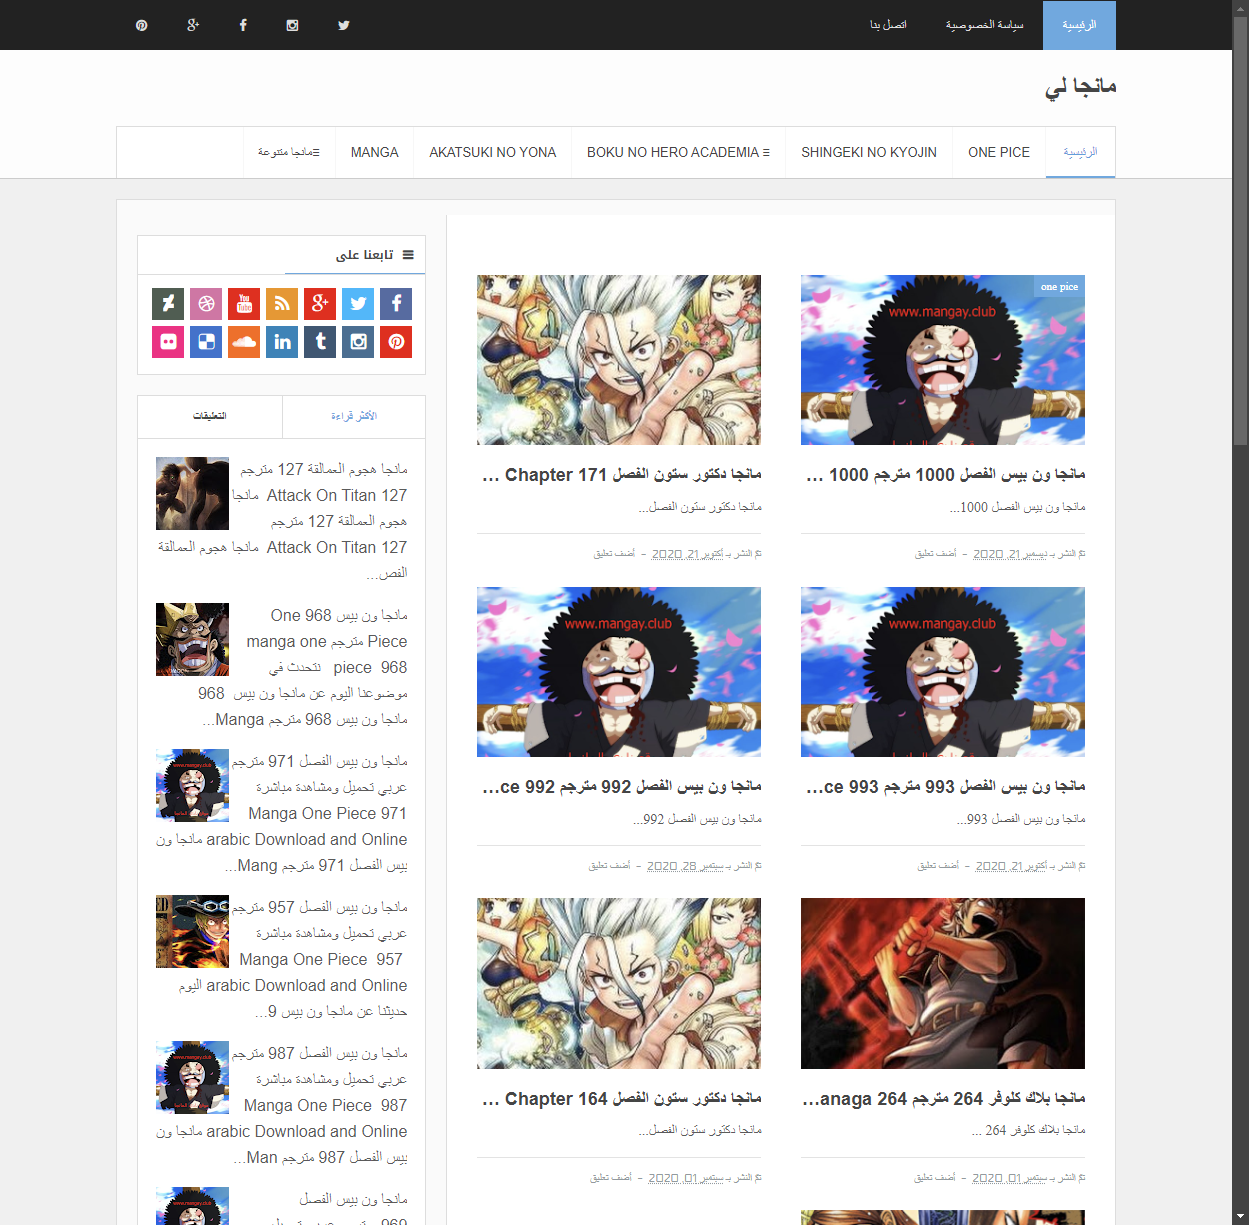 الرئيسية
سياسة الخصوصية
اتصل بنا
مانجا لي
الرئيسية
ONE PICE
SHINGEKI NO KYOJIN
BOKU NO HERO ACADEMIA ≡
AKATSUKI NO YONA
MANGA
≡مانجا متنوعة
one pice
www.mangay.club
مانجا ون بيس الفصل 1000 مترجم 1000 ...
مانجا ون بيس الفصل 1000...
تم النشر بـ ديسمبر 21, 2020 - أضف تعليق
مانجا دكتور ستون الفصل 171 Chapter ...
مانجا دكتور ستون الفصل...
تم النشر بـ أكتوبر 21, 2020 - أضف تعليق
www.mangay.club
مانجا ون بيس الفصل 993 مترجم 993 ce...
مانجا ون بيس الفصل 993...
تم النشر بـ أكتوبر 21, 2020 - أضف تعليق
www.mangay.club
مانجا ون بيس الفصل 992 مترجم 992 ce...
مانجا ون بيس الفصل 992...
تم النشر بـ سبتمبر 28, 2020 - أضف تعليق
مانجا بلاك كلوفر 264 مترجم 264 anaga...
مانجا بلاك كلوفر 264 ...
تم النشر بـ سبتمبر 01, 2020 - أضف تعليق
مانجا دكتور ستون الفصل 164 Chapter ...
مانجا دكتور ستون الفصل...
تم النشر بـ سبتمبر 01, 2020 - أضف تعليق
تابعنا على
You
Tube
الأكثر قراءة
التعليقات
مانجا هجوم العمالقة 127 مترجم
Attack On Titan 127 مانجا
هجوم العمالقة 127 مترجم
Attack On Titan 127 مانجا هجوم العمالقة
الفص...
مانجا ون بيس 968 One
Piece مترجم manga one
piece 968 نتحدث في
موضوعنا اليوم عن مانجا ون بيس 968
مانجا ون بيس 968 مترجم Manga...
مانجا ون بيس الفصل 971 مترجم
عربي تحميل ومشاهدة مباشرة
Manga One Piece 971
arabic Download and Online مانجا ون
بيس الفصل 971 مترجم Mang...
مانجا ون بيس الفصل 957 مترجم
عربي تحميل ومشاهدة مباشرة
Manga One Piece 957
arabic Download and Online اليوم
حديثنا عن مانجا ون بيس 9...
مانجا ون بيس الفصل 987 مترجم
عربي تحميل ومشاهدة مباشرة
Manga One Piece 987
arabic Download and Online مانجا ون
بيس الفصل 987 مترجم Man...
مانجا ون بيس الفصل